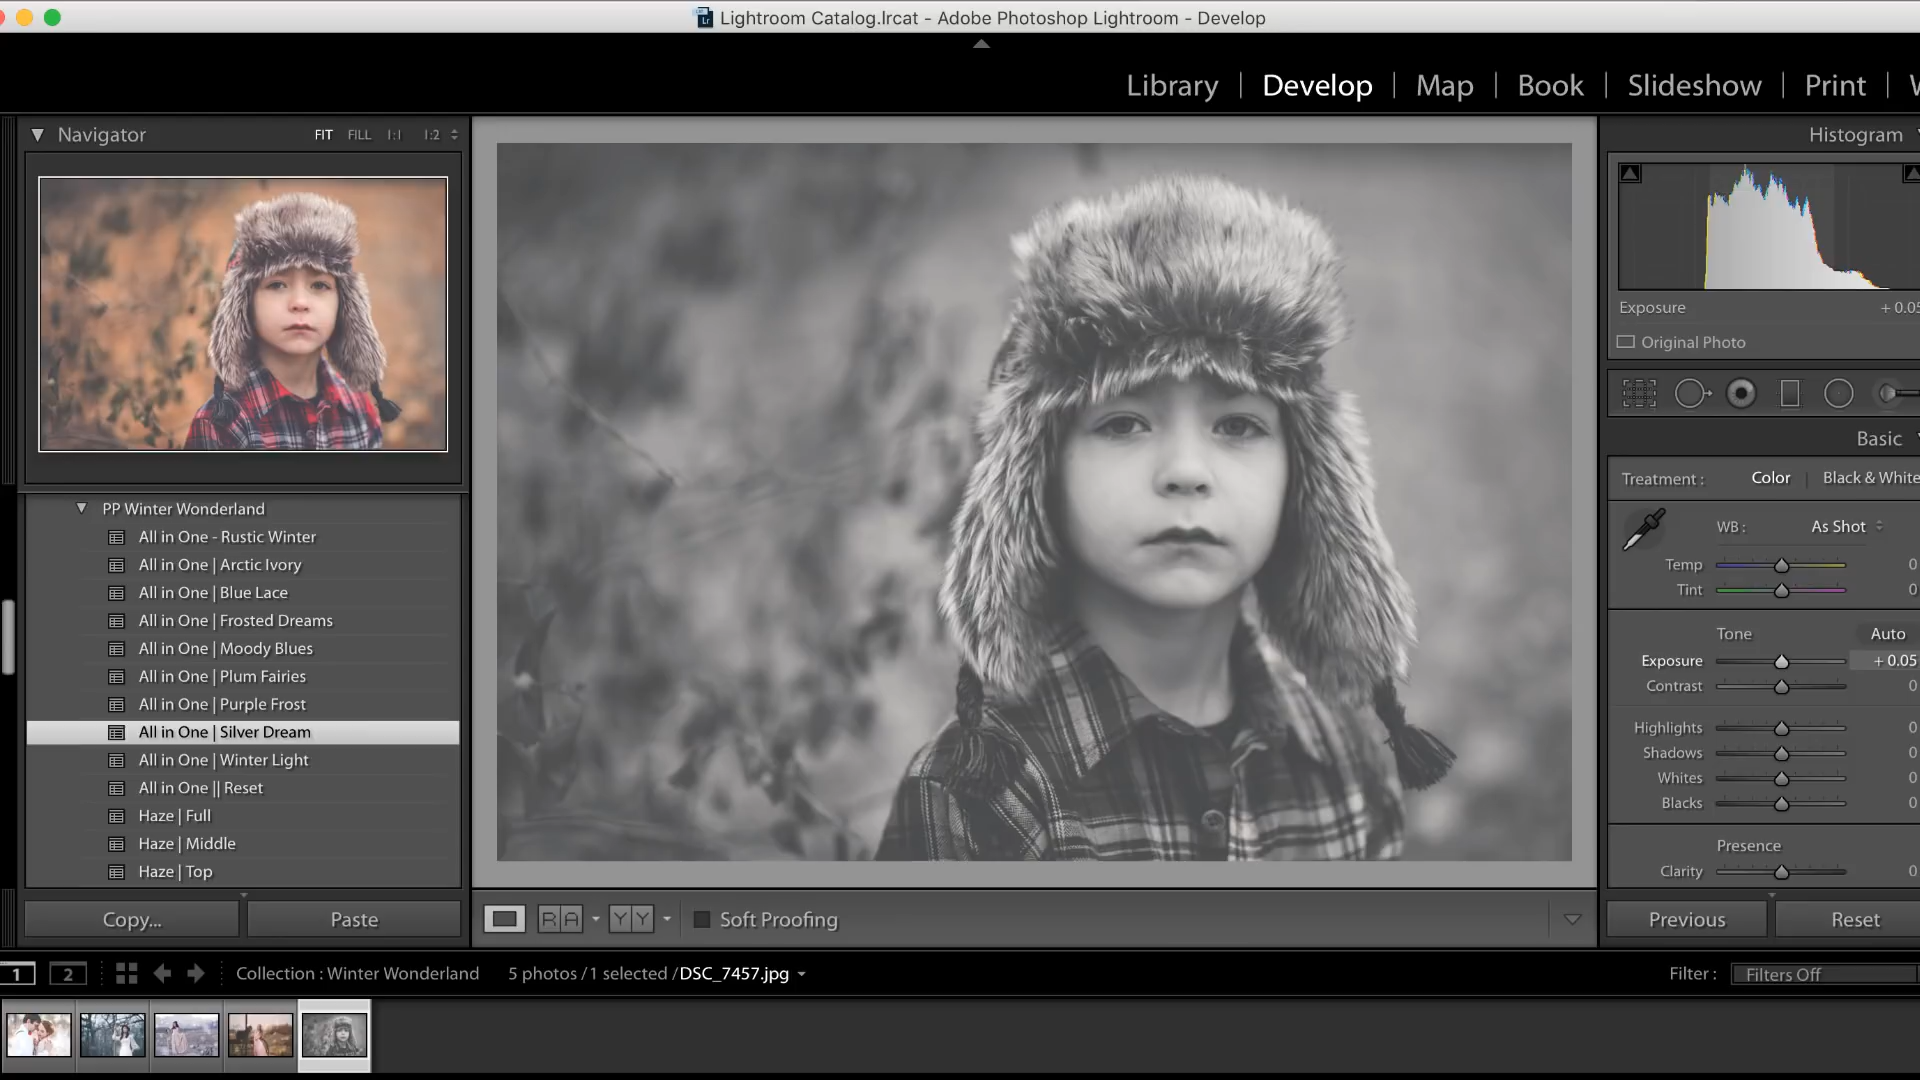 Lightroom Catalog.lrcat - Adobe Photoshop Lightroom - Develop
Library | Develop | Map | Book | Slideshow | Print |
Navigator FIT FILL 1:1 1:2
Histogram
Exposure + 0.05
Original Photo
Basic
Treatment : Color | Black & White
WB : As Shot
Temp 0
Tint 0
Tone Auto
Exposure + 0.05
Contrast 0
Highlights 0
Shadows 0
Whites 0
Blacks 0
Presence
Clarity 0
Previous Reset
PP Winter Wonderland
All in One - Rustic Winter
All in One | Arctic Ivory
All in One | Blue Lace
All in One | Frosted Dreams
All in One | Moody Blues
All in One | Plum Fairies
All in One | Purple Frost
All in One | Silver Dream
All in One | Winter Light
All in One || Reset
Haze | Full
Haze | Middle
Haze | Top
Copy... Paste
R A Y Y Soft Proofing
1 2 Collection : Winter Wonderland 5 photos / 1 selected / DSC_7457.jpg Filter : Filters Off